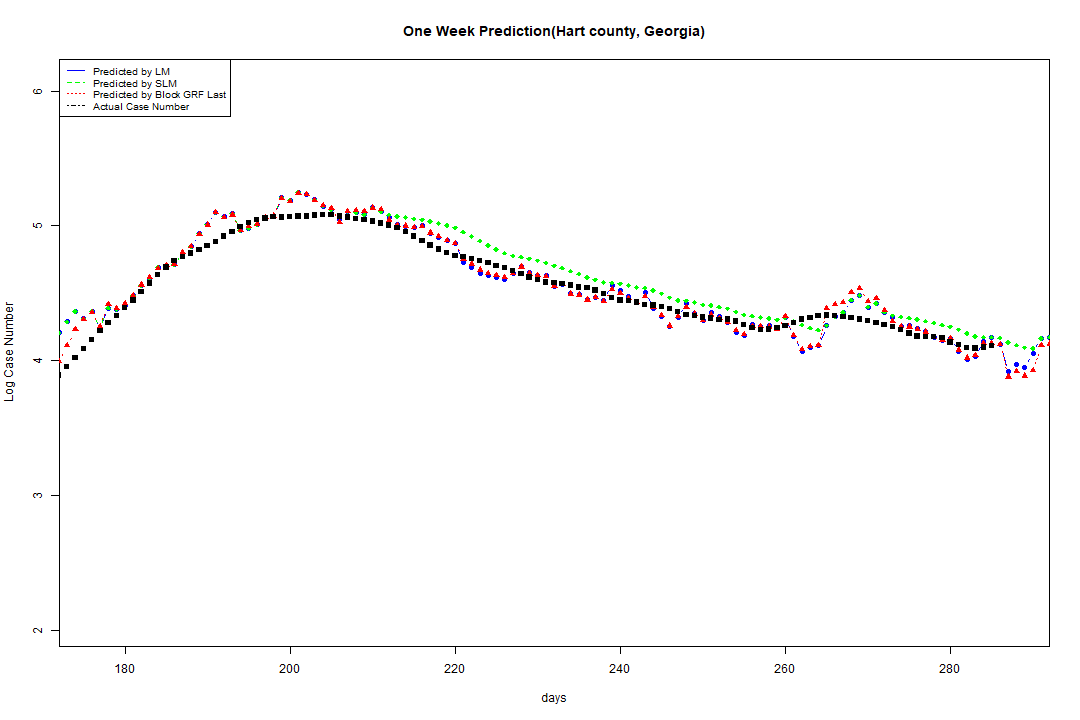 One Week Prediction(Hart county, Georgia)
Predicted by LM
Predicted by SLM
Predicted by Block GRF Last
Actual Case Number
6
5
4
3
2
Log Case Number
180 200 220 240 260 280
days